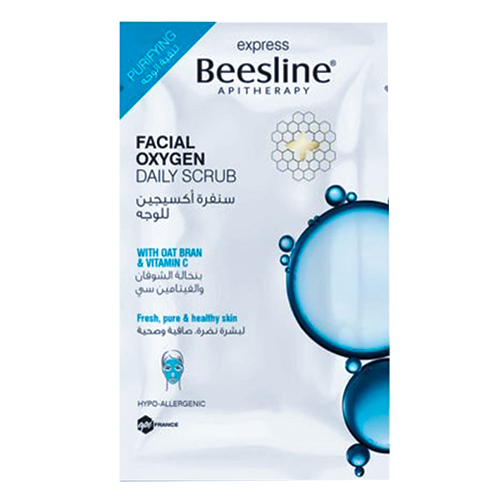 PURIFYING
تنقية الوجه
express
Beesline®
APITHERAPY
FACIAL
OXYGEN
DAILY SCRUB
سنفرة أكسيجين
للوجه
WITH OAT BRAN
& VITAMIN C
بنخالة الشوفان
والفيتامين سي
Fresh, pure & healthy skin
لبشرة نضرة، صافية وصحية
HYPO-ALLERGENIC
FRANCE